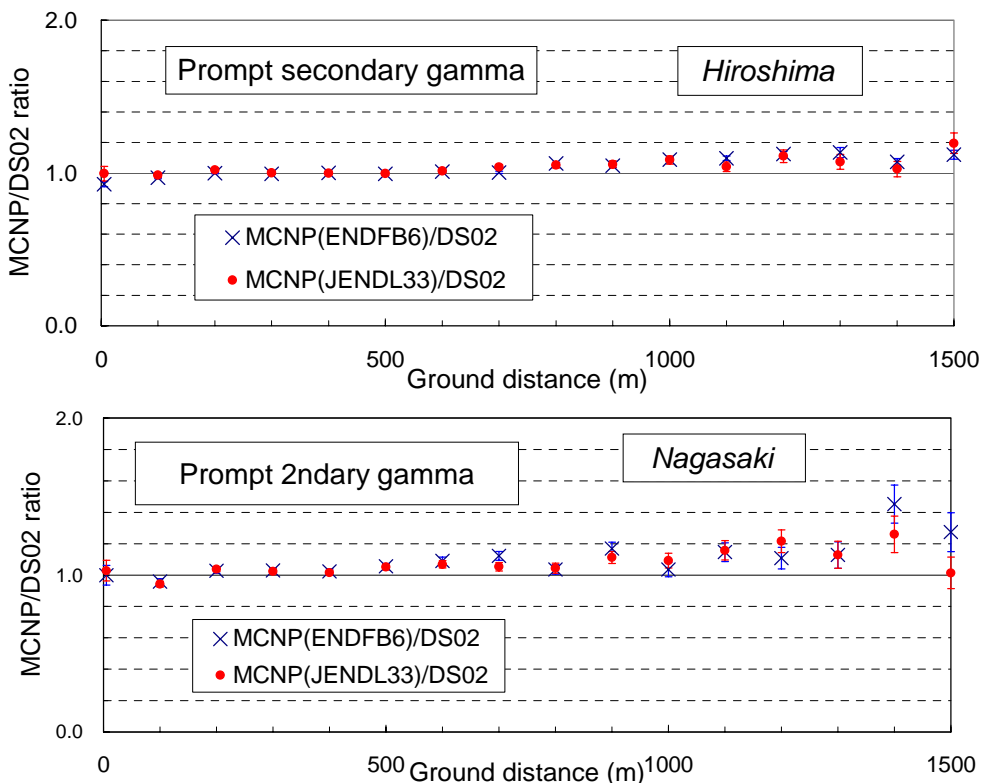 2.0
Prompt secondary gamma
Hiroshima
MCNP/DS02 ratio
1.0
MCNP(ENDFB6)/DS02
MCNP(JENDL33)/DS02
0.0
0
500
1000
1500
Ground distance (m)
2.0
Prompt 2ndary gamma
Nagasaki
MCNP/DS02 ratio
1.0
MCNP(ENDFB6)/DS02
MCNP(JENDL33)/DS02
0.0
0
500
1000
1500
Ground distance (m)